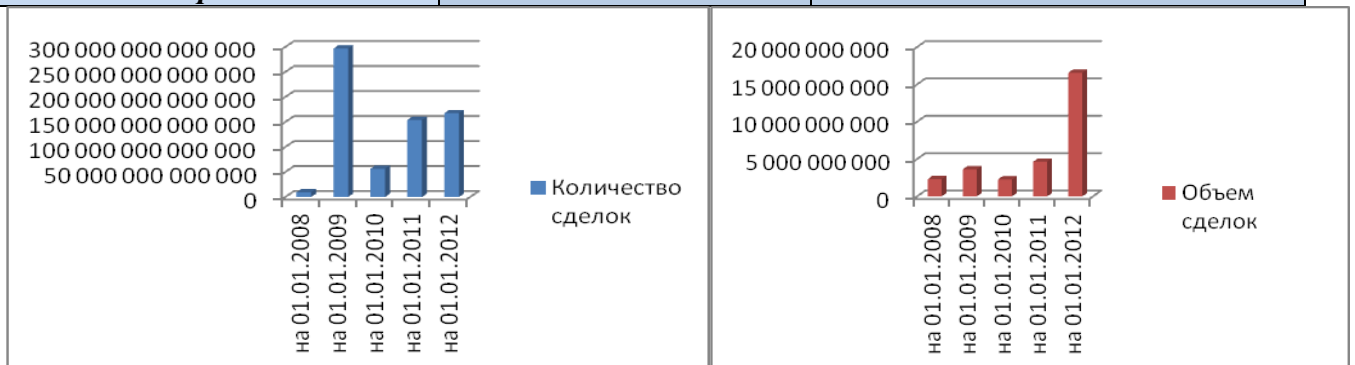 300 000 000 000 000
250 000 000 000 000
200 000 000 000 000
150 000 000 000 000
100 000 000 000 000
50 000 000 000 000
0
на 01.01.2008
на 01.01.2009
на 01.01.2010
на 01.01.2011
на 01.01.2012
Количество
сделок
20 000 000 000
15 000 000 000
10 000 000 000
5 000 000 000
0
на 01.01.2008
на 01.01.2009
на 01.01.2010
на 01.01.2011
на 01.01.2012
Объем
сделок